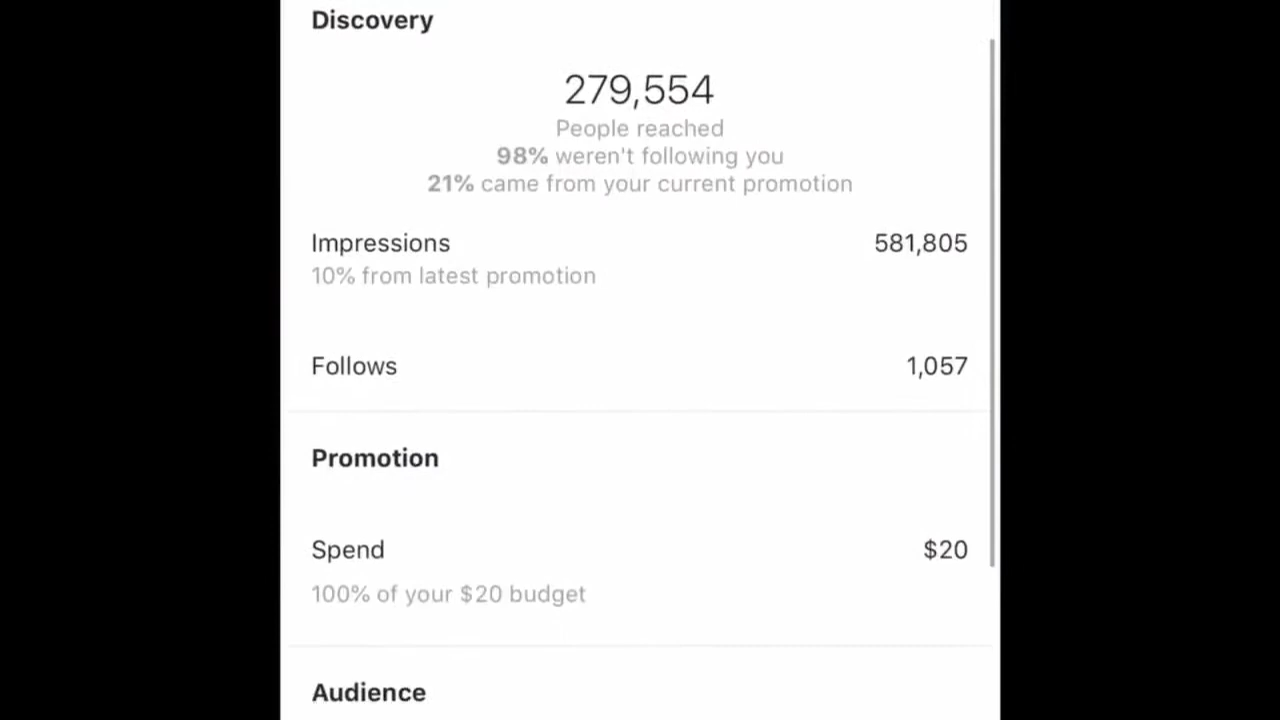 Discovery
279,554
People reached
98% weren't following you
21% came from your current promotion
Impressions 581,805
10% from latest promotion
Follows 1,057
Promotion
Spend $20
100% of your $20 budget
Audience